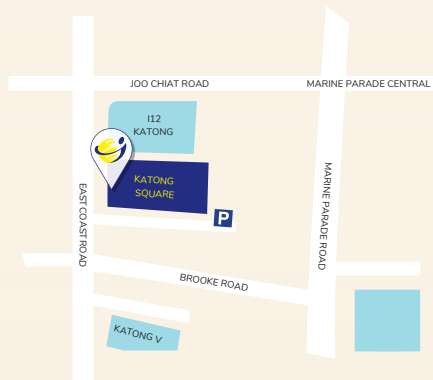 JOO CHIAT ROAD
MARINE PARADE CENTRAL
I12
KATONG
KATONG
SQUARE
EAST COAST ROAD
MARINE PARADE ROAD
P
BROOKE ROAD
KATONG V